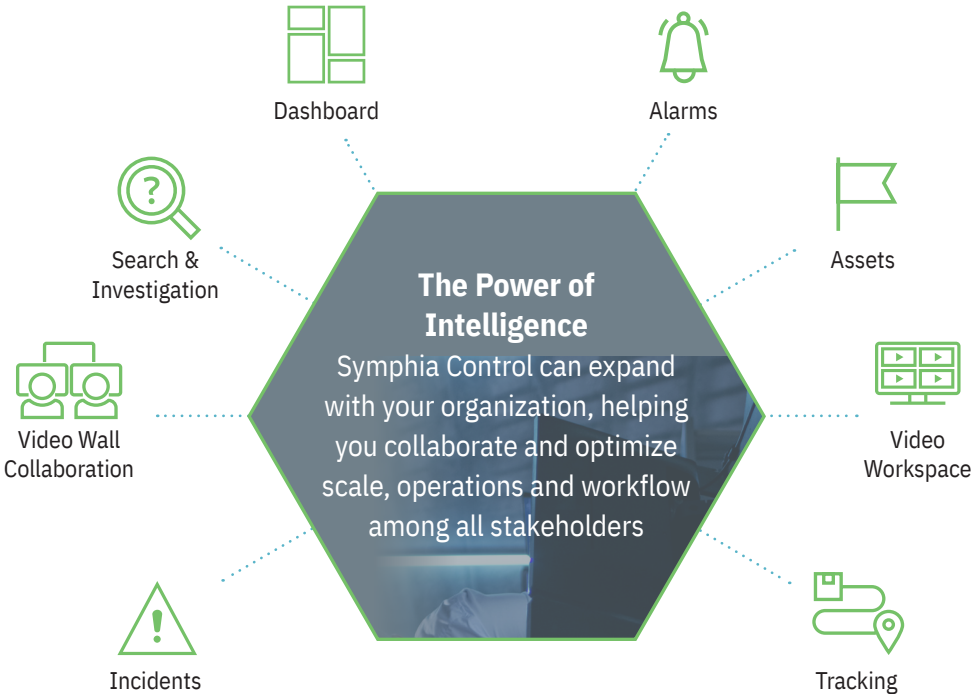 Dashboard
Alarms
Search &
Investigation
Assets
The Power of
Intelligence
Symphia Control can expand
with your organization, helping
you collaborate and optimize
scale, operations and workflow
among all stakeholders
Video Wall
Collaboration
Video
Workspace
Incidents
Tracking